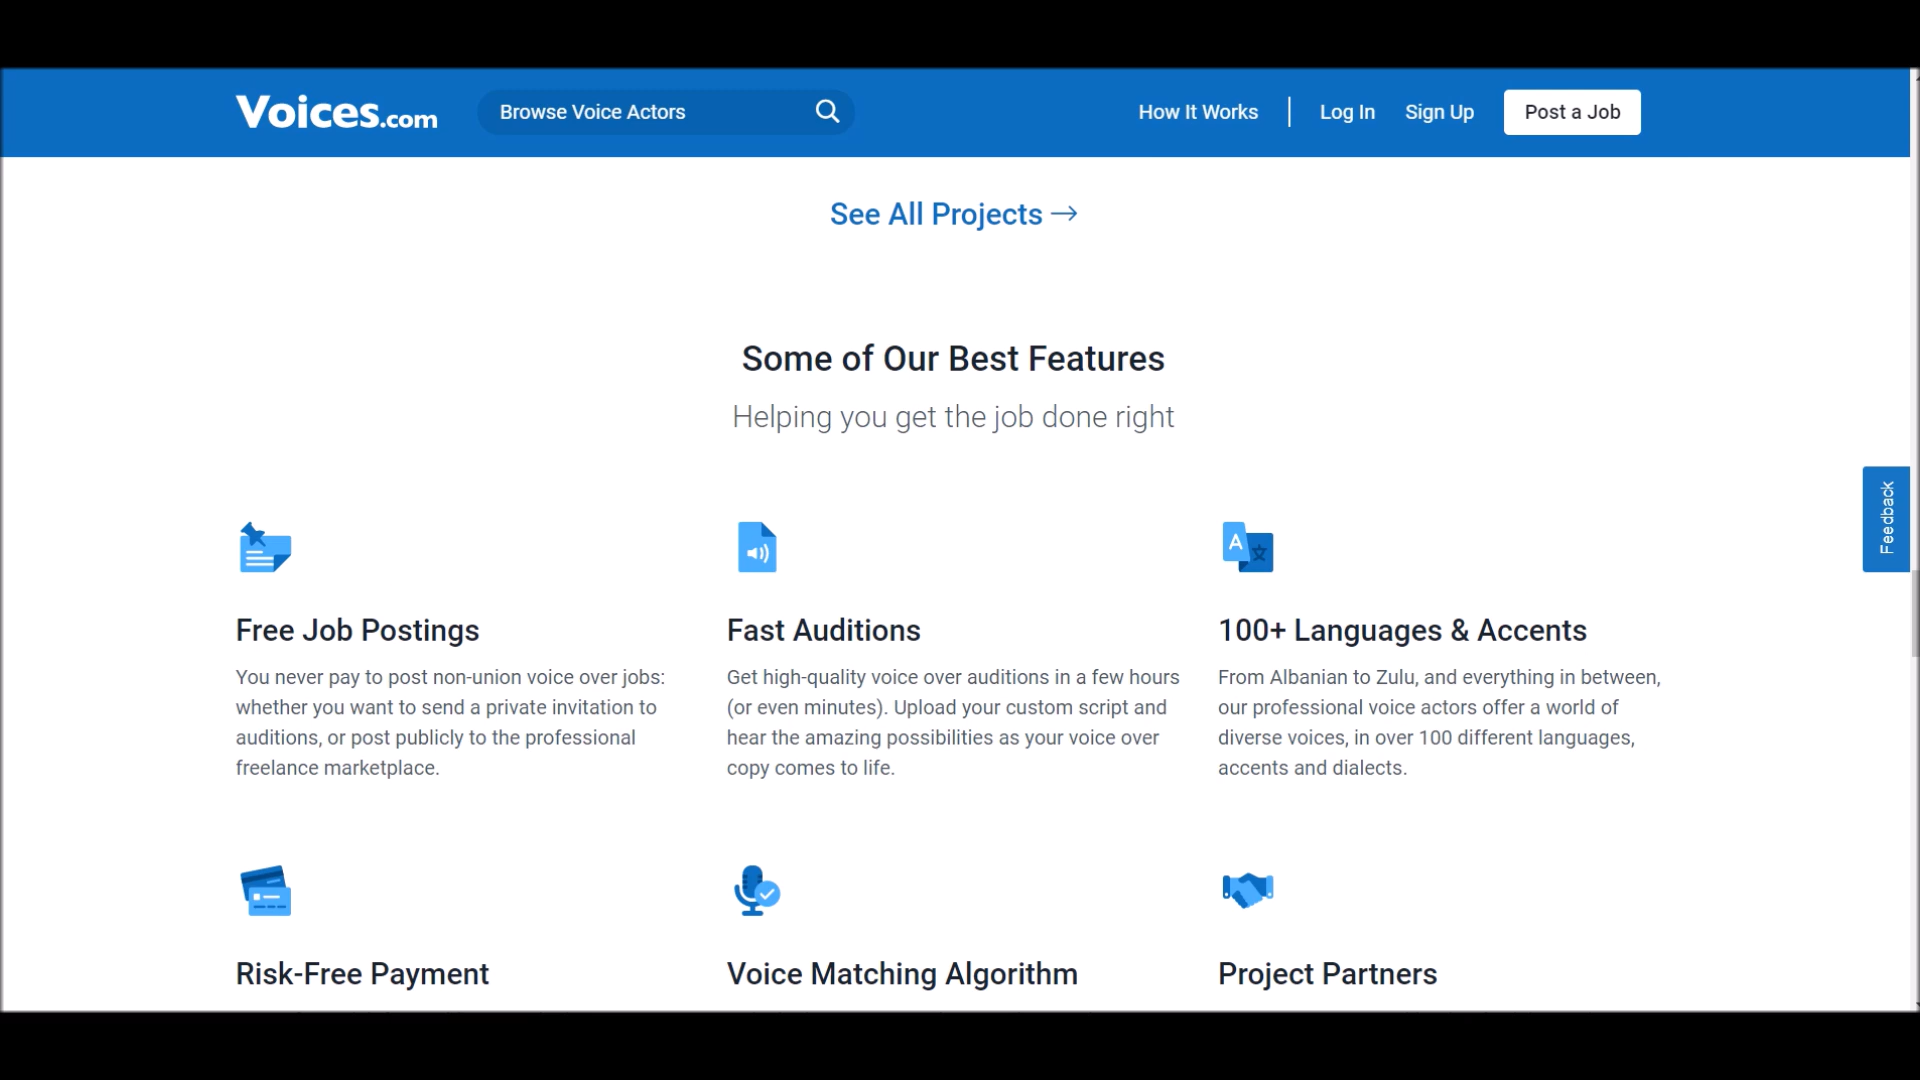 Voices.com
Browse Voice Actors
How It Works
Log In
Sign Up
Post a Job
See All Projects →
Some of Our Best Features
Helping you get the job done right
Feedback
A 文
Free Job Postings
You never pay to post non-union voice over jobs:
whether you want to send a private invitation to
auditions, or post publicly to the professional
freelance marketplace.
Fast Auditions
Get high-quality voice over auditions in a few hours
(or even minutes). Upload your custom script and
hear the amazing possibilities as your voice over
copy comes to life.
100+ Languages & Accents
From Albanian to Zulu, and everything in between,
our professional voice actors offer a world of
diverse voices, in over 100 different languages,
accents and dialects.
Risk-Free Payment
Voice Matching Algorithm
Project Partners